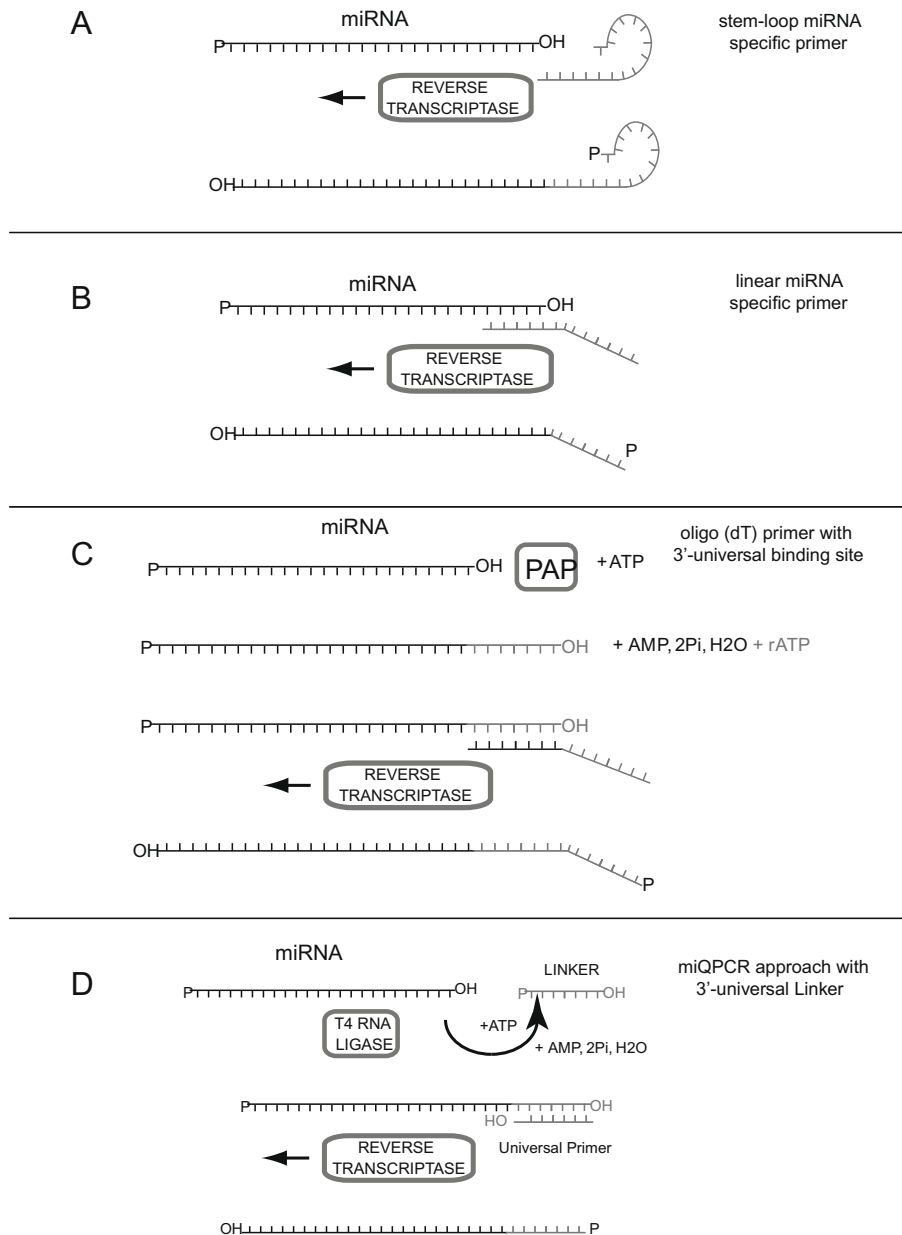 A
miRNA
stem-loop miRNA
specific primer
P
OH
REVERSE
TRANSCRIPTASE
P
OH
B
miRNA
linear miRNA
specific primer
P
OH
REVERSE
TRANSCRIPTASE
OH
P
C
miRNA
oligo (dT) primer with
3’-universal binding site
P
OH
PAP
+ATP
P
OH
+ AMP, 2Pi, H2O + rATP
P
OH
REVERSE
TRANSCRIPTASE
OH
P
D
miRNA
miQPCR approach with
3’-universal Linker
LINKER
P
OH
P
OH
T4 RNA
LIGASE
+ATP
+ AMP, 2Pi, H2O
P
OH
HO
Universal Primer
REVERSE
TRANSCRIPTASE
OH
P